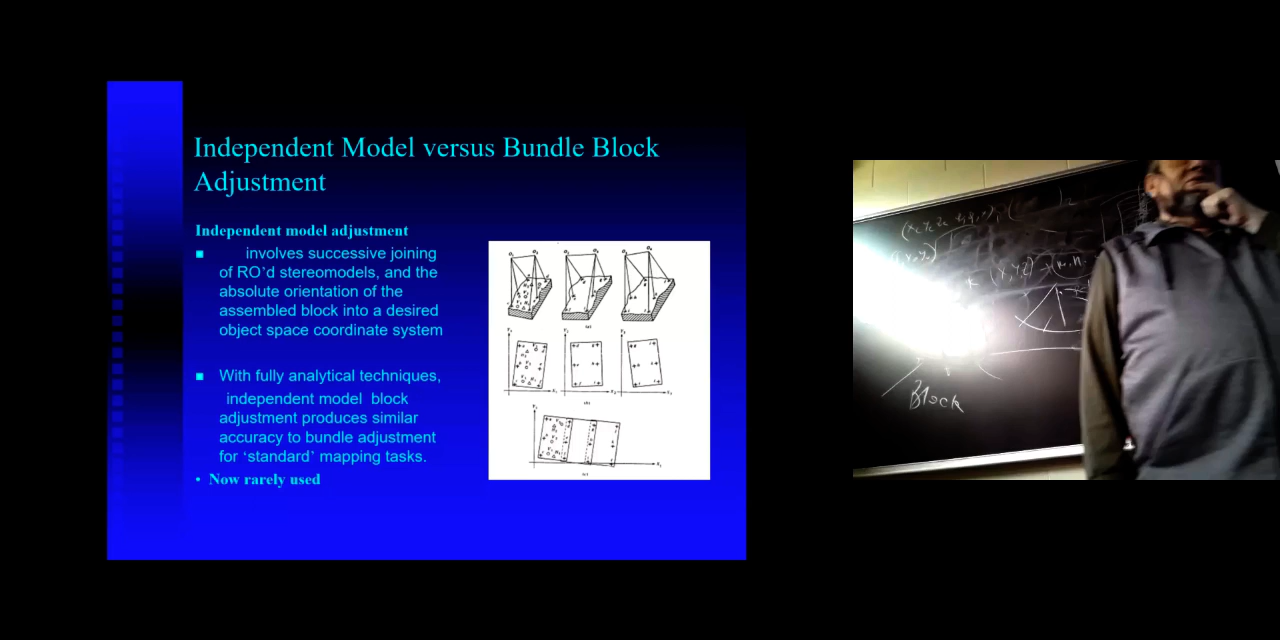 Independent Model versus Bundle Block
Adjustment
Independent model adjustment
involves successive joining
of RO'd stereomodels, and the
absolute orientation of the
assembled block into a desired
object space coordinate system
With fully analytical techniques,
independent model block
adjustment produces similar
accuracy to bundle adjustment
for 'standard' mapping tasks.
• Now rarely used
(X, Y, Z)
Block